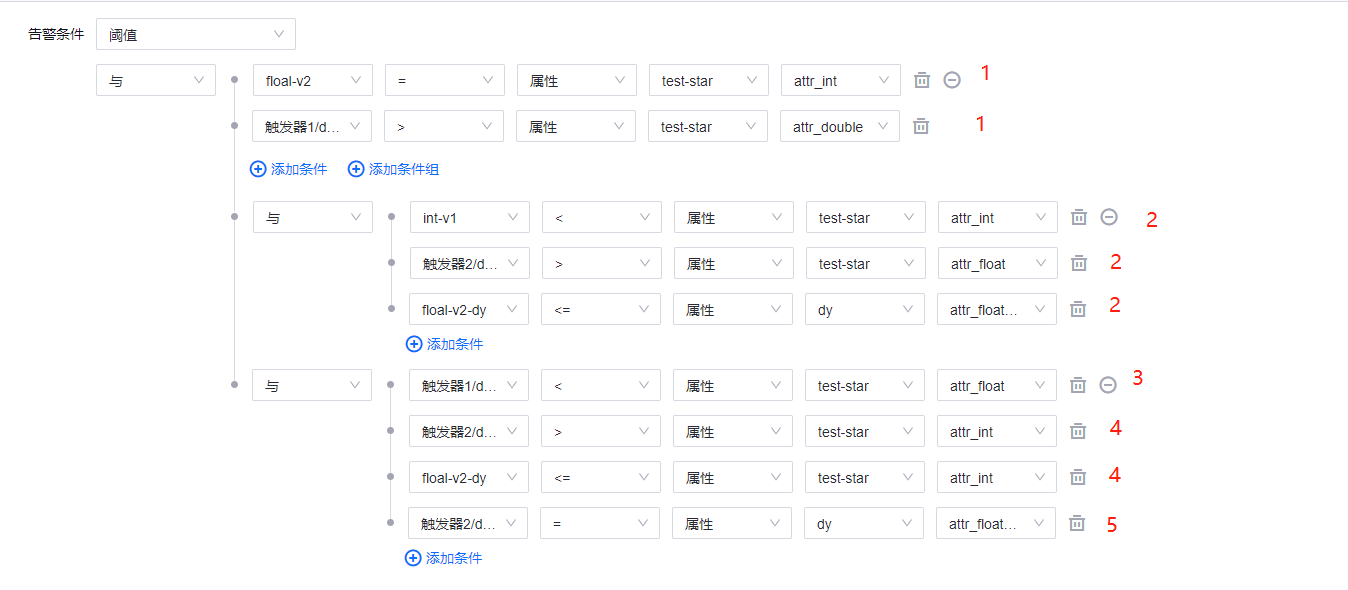 告警条件 阈值
与 floal-v2 = 属性 test-star attr_int 1
触发器1/d... > 属性 test-star attr_double 1
添加条件 添加条件组
与 int-v1 < 属性 test-star attr_int 2
触发器2/d... > 属性 test-star attr_float 2
floal-v2-dy <= 属性 dy attr_float... 2
添加条件
与 触发器1/d... < 属性 test-star attr_float 3
触发器2/d... > 属性 test-star attr_int 4
floal-v2-dy <= 属性 test-star attr_int 4
触发器2/d... = 属性 dy attr_float... 5
添加条件